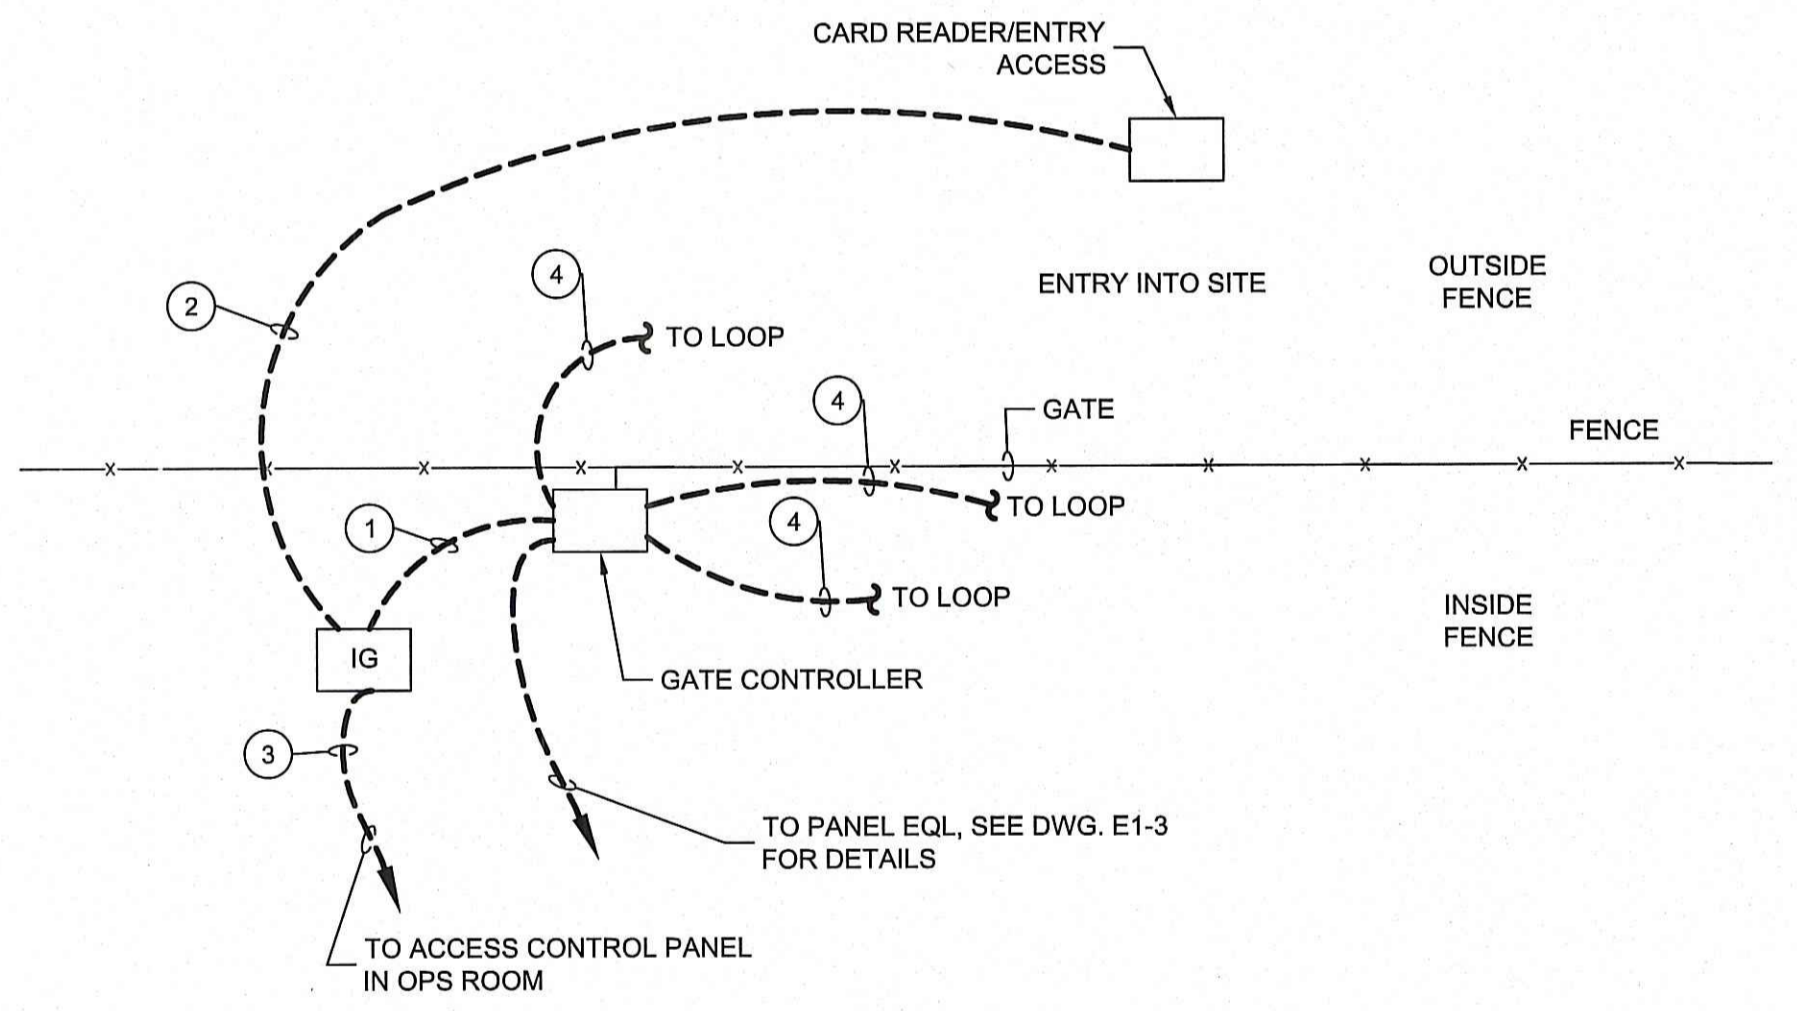 CARD READER/ENTRY
ACCESS
2
4
TO LOOP
ENTRY INTO SITE
OUTSIDE
FENCE
4
GATE
FENCE
x x x x x x x x x x x
1
4
TO LOOP
TO LOOP
INSIDE
FENCE
IG
GATE CONTROLLER
3
TO PANEL EQL, SEE DWG. E1-3
FOR DETAILS
TO ACCESS CONTROL PANEL
IN OPS ROOM